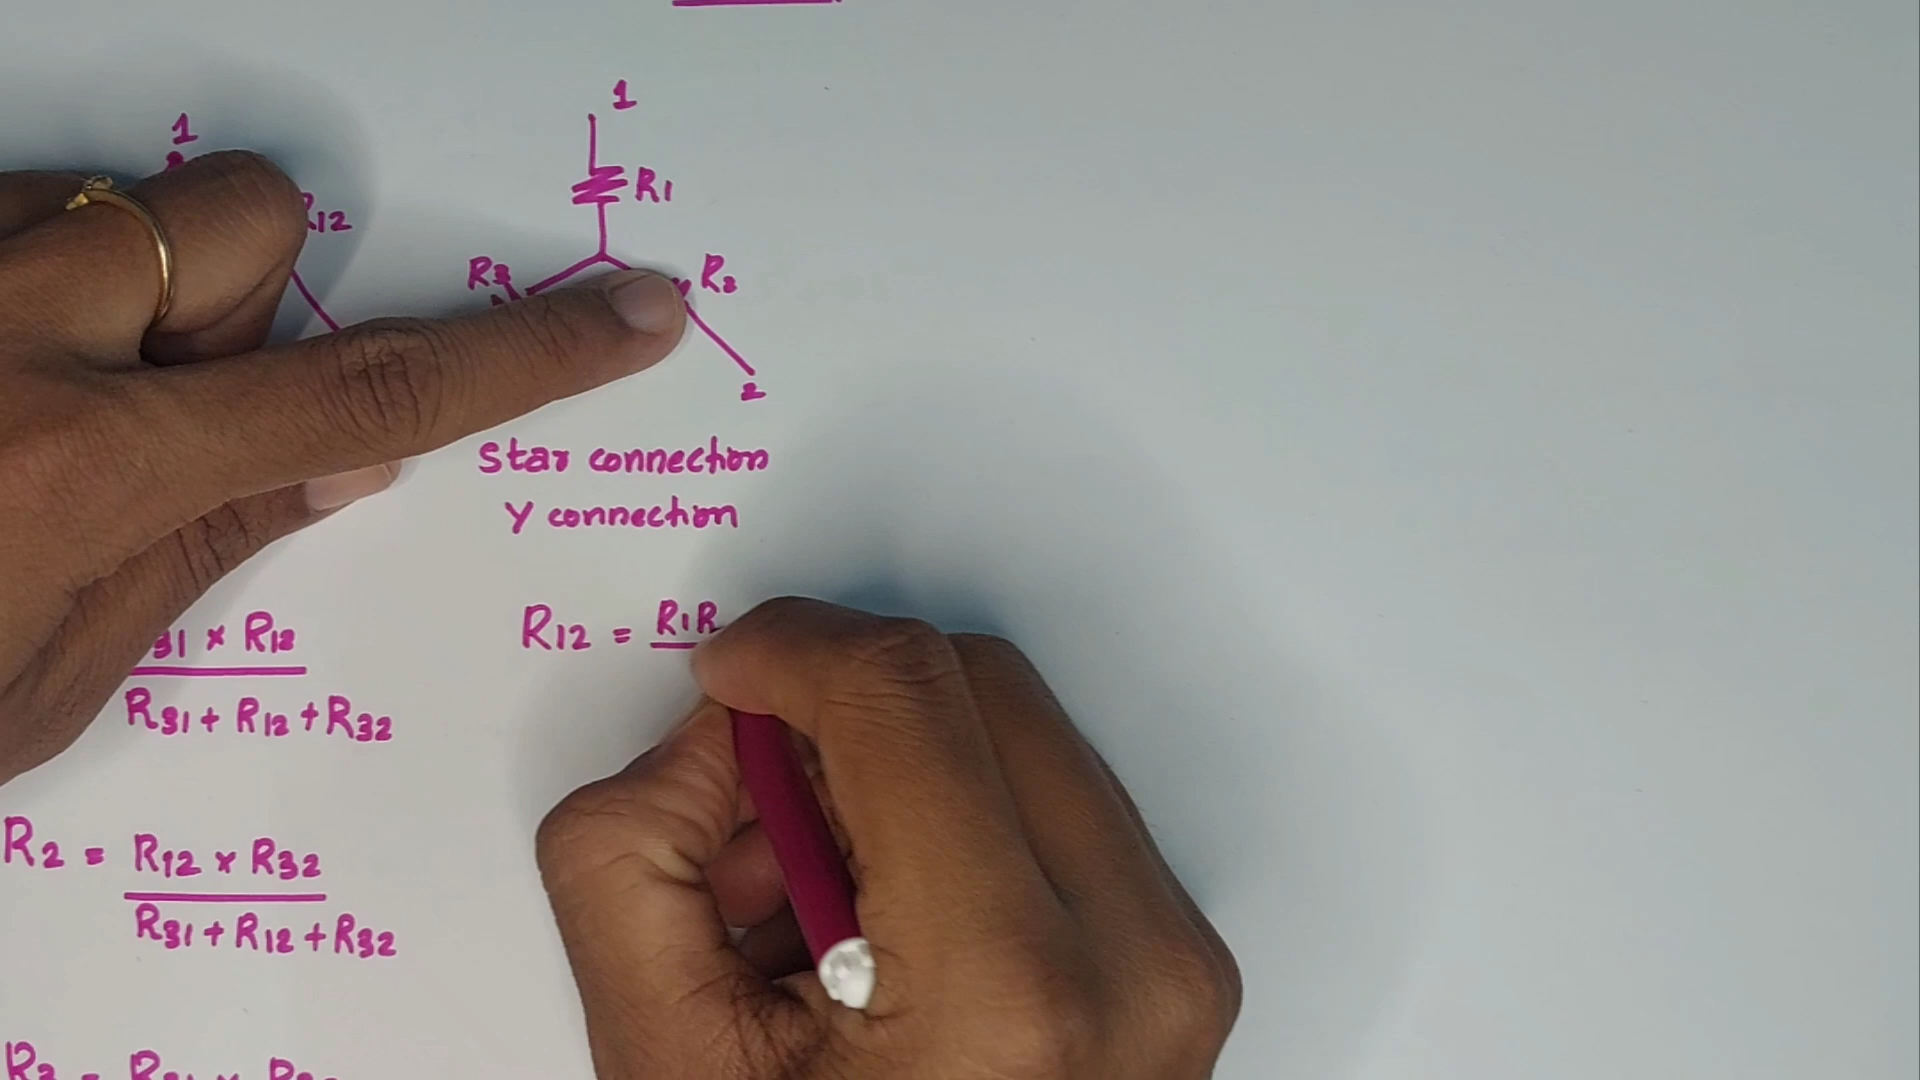 1
1
R1
R12
R3
R2
2
Star connection
Y connection
31 × R12
R31 + R12 + R32
R12 = R1R
R2 = R12 × R32
R31 + R12 + R32